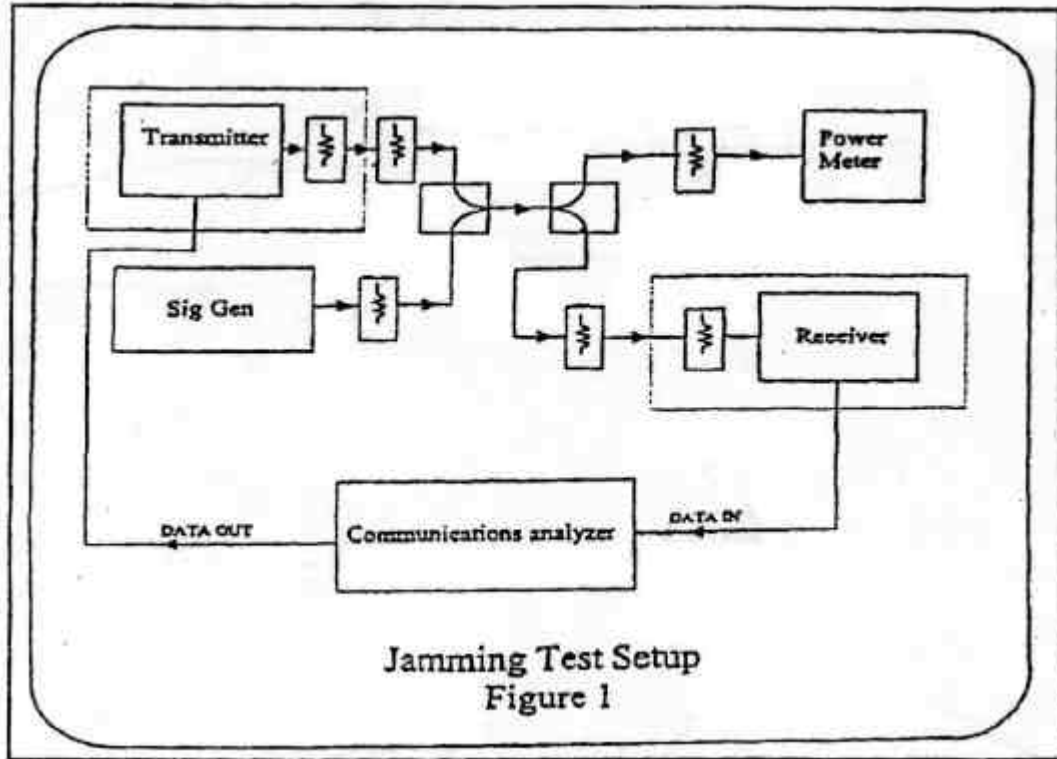 Transmitter
Power
Meter
Sig Gen
Receiver
DATA OUT
Communications analyzer
DATA IN
Jamming Test Setup
Figure 1